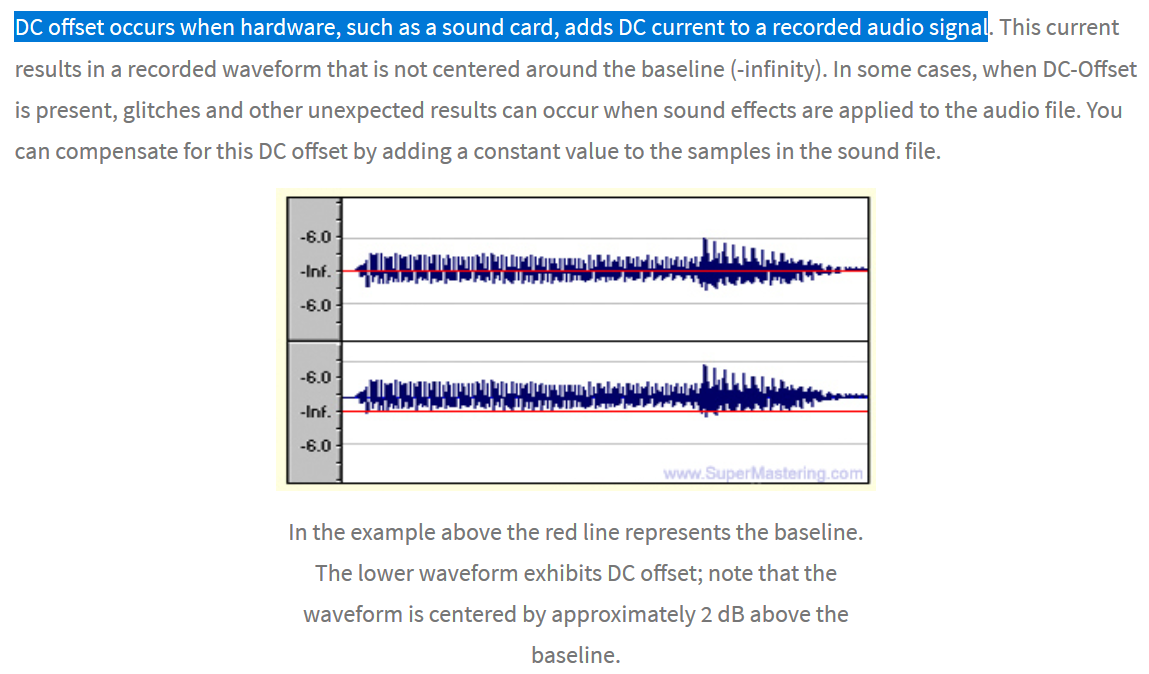 DC offset occurs when hardware, such as a sound card, adds DC current to a recorded audio signal. This current
results in a recorded waveform that is not centered around the baseline (-infinity). In some cases, when DC-Offset
is present, glitches and other unexpected results can occur when sound effects are applied to the audio file. You
can compensate for this DC offset by adding a constant value to the samples in the sound file.
-6.0
-Inf.
-6.0
-6.0
-Inf.
-6.0
www.SuperMastering.com
In the example above the red line represents the baseline.
The lower waveform exhibits DC offset; note that the
waveform is centered by approximately 2 dB above the
baseline.